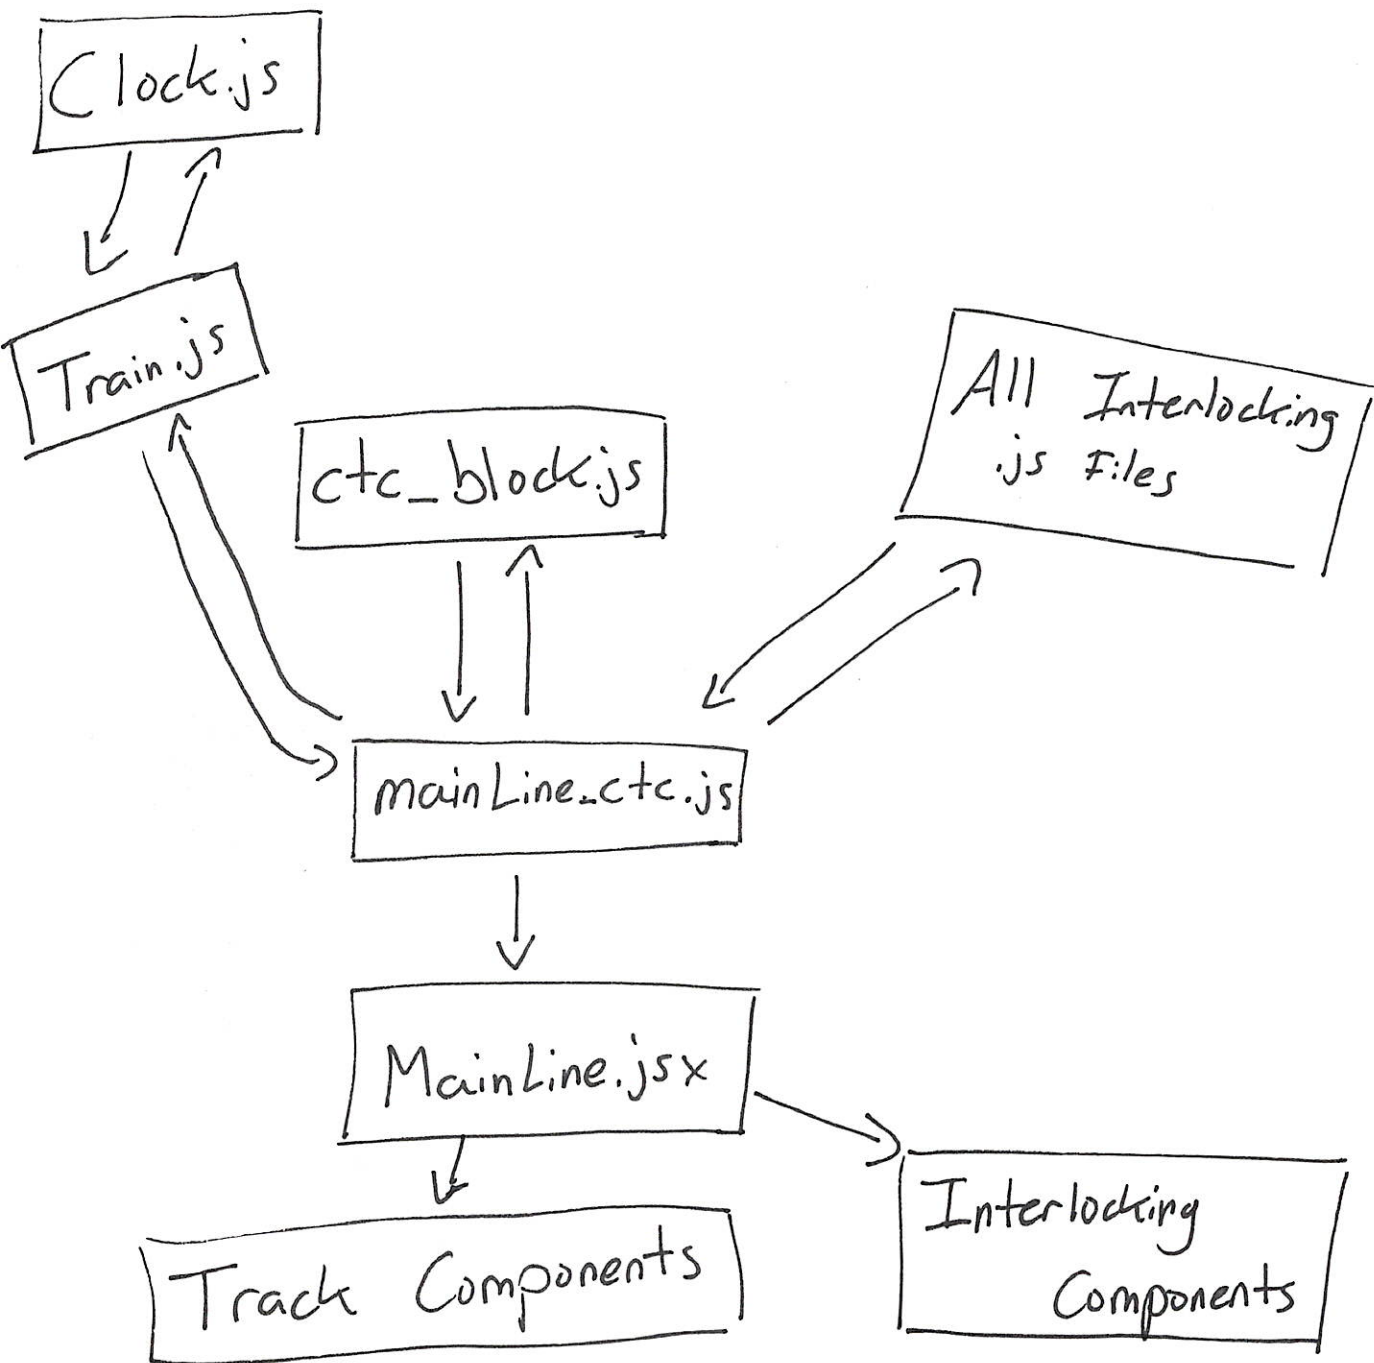 Clock.js
Train.js
ctc_block.js
All Interlocking
.js Files
mainLine_ctc.js
MainLine.jsx
Track Components
Interlocking
Components